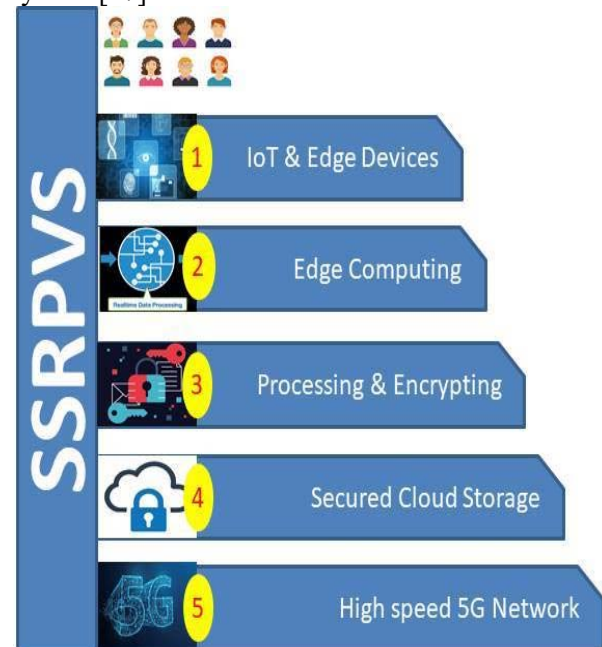 SSRPVS
1
IoT & Edge Devices
2
Realtime Data Processing
Edge Computing
3
Processing & Encrypting
4
Secured Cloud Storage
5G
5
High speed 5G Network